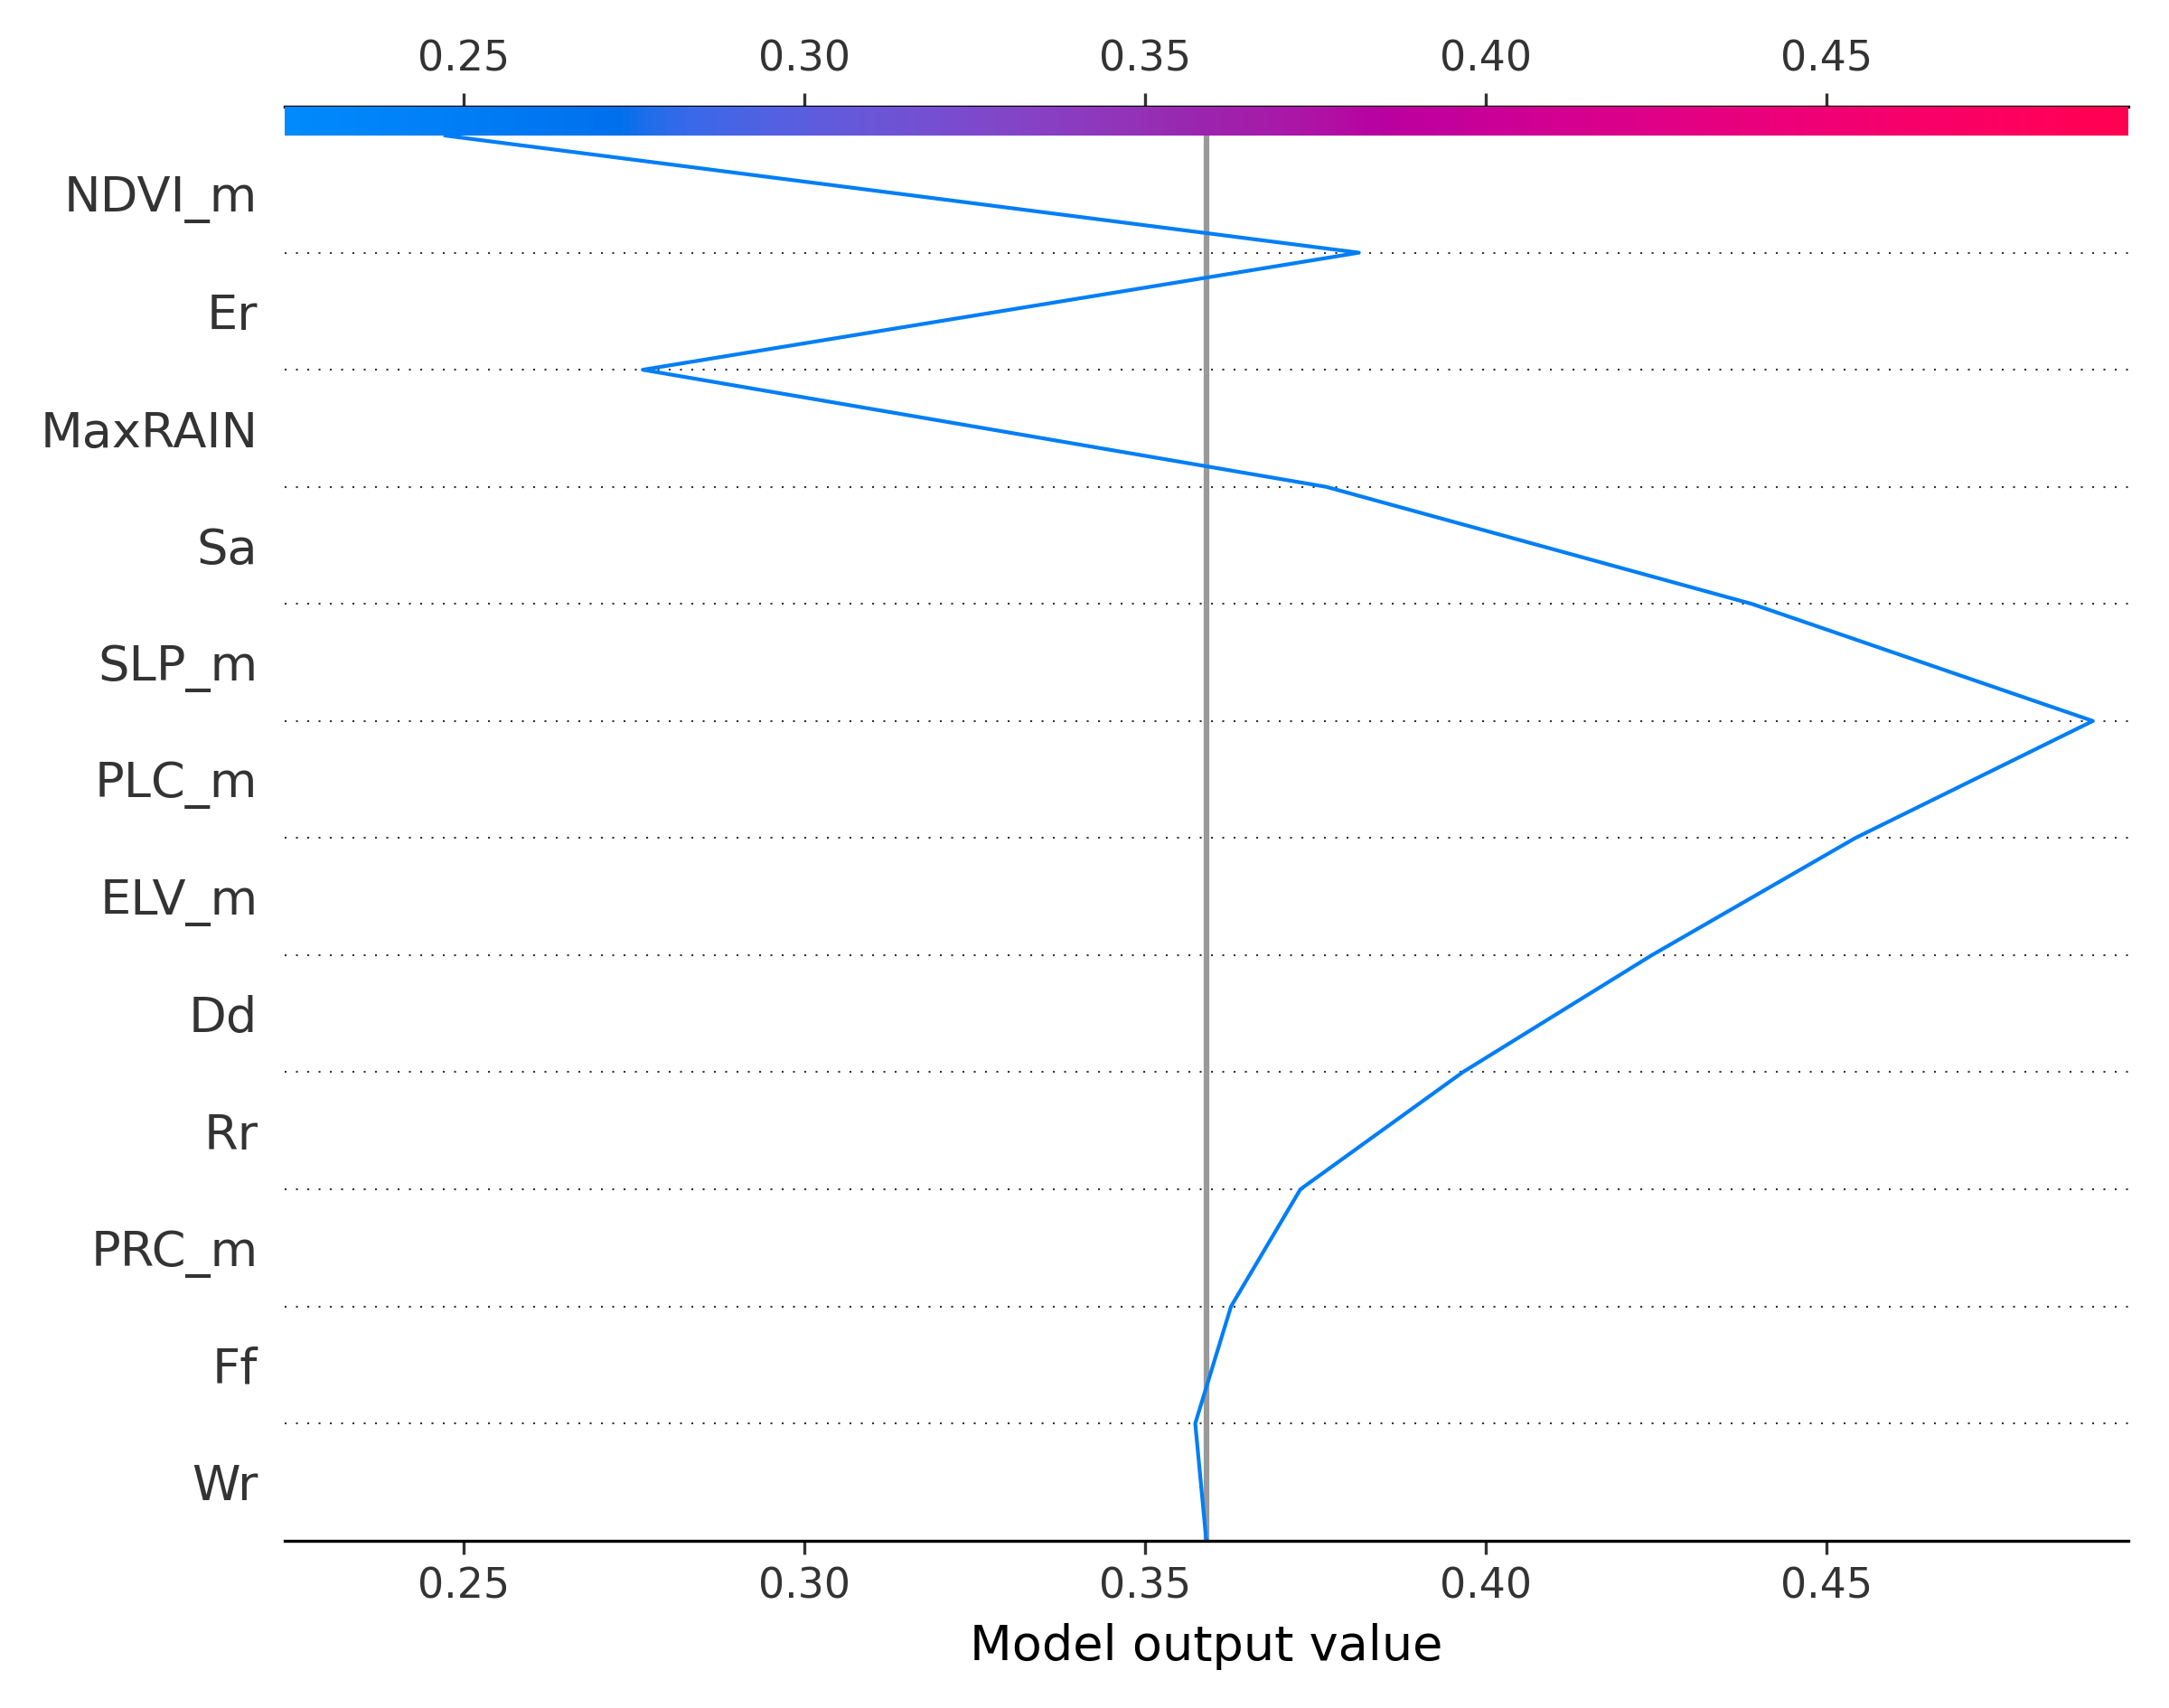 0.25 0.30 0.35 0.40 0.45
NDVI_m
Er
MaxRAIN
Sa
SLP_m
PLC_m
ELV_m
Dd
Rr
PRC_m
Ff
Wr
0.25 0.30 0.35 0.40 0.45
Model output value